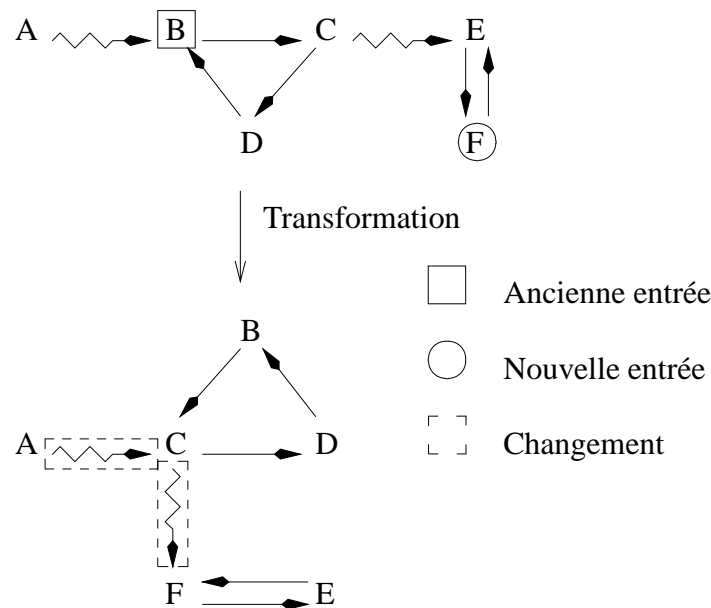 A B C E
D F
Transformation
Ancienne entrée
B
Nouvelle entrée
A C D Changement
F E